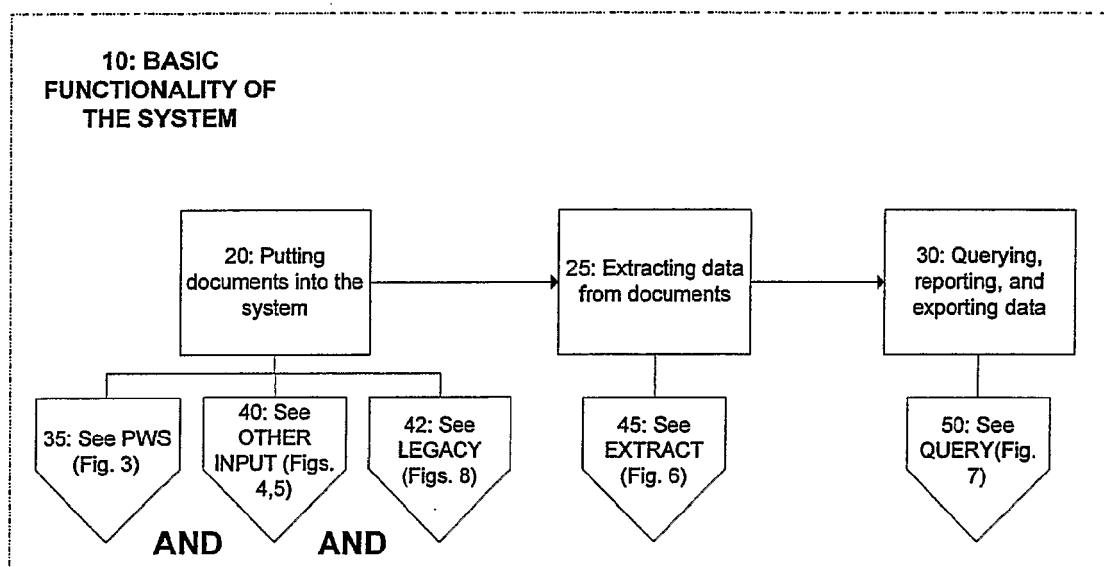 10: BASIC
FUNCTIONALITY OF
THE SYSTEM
20: Putting
documents into the
system
25: Extracting data
from documents
30: Querying,
reporting, and
exporting data
35: See PWS
(Fig. 3)
40: See
OTHER
INPUT (Figs.
4,5)
42: See
LEGACY
(Figs. 8)
45: See
EXTRACT
(Fig. 6)
50: See
QUERY(Fig.
7)
AND
AND